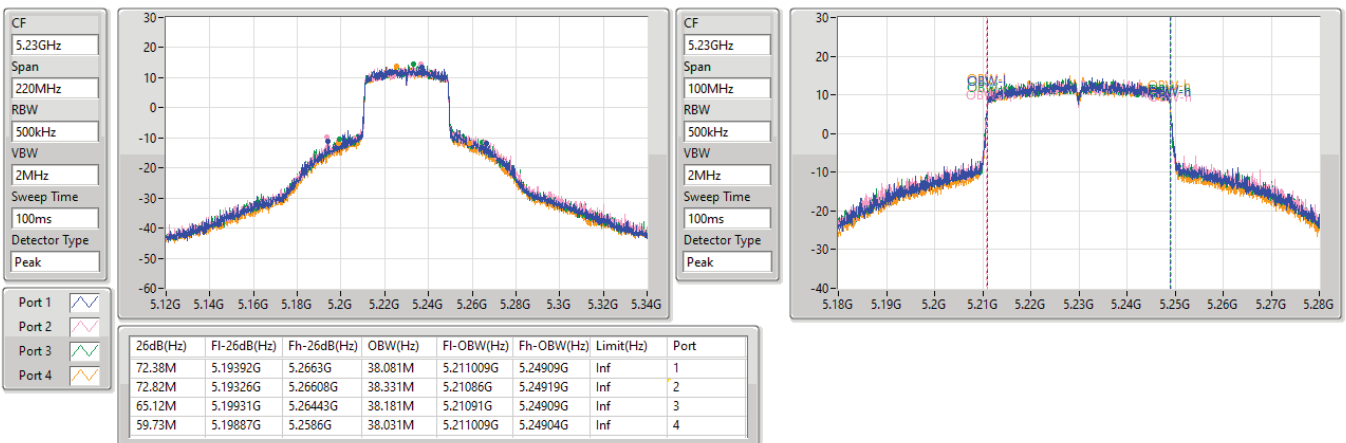 CF
5.23GHz
Span
220MHz
RBW
500kHz
VBW
2MHz
Sweep Time
100ms
Detector Type
Peak
30
20
10
0
-10
-20
-30
-40
-50
-60
5.12G 5.14G 5.16G 5.18G 5.2G 5.22G 5.24G 5.26G 5.28G 5.3G 5.32G 5.34G
CF
5.23GHz
Span
100MHz
RBW
500kHz
VBW
2MHz
Sweep Time
100ms
Detector Type
Peak
30
20
10
0
-10
-20
-30
-40
5.18G 5.19G 5.2G 5.21G 5.22G 5.23G 5.24G 5.25G 5.26G 5.27G 5.28G
Port 1
Port 2
Port 3
Port 4
26dB(Hz) Fl-26dB(Hz) Fh-26dB(Hz) OBW(Hz) Fl-OBW(Hz) Fh-OBW(Hz) Limit(Hz) Port
72.38M 5.19392G 5.2663G 38.081M 5.211009G 5.24909G Inf 1
72.82M 5.19326G 5.26608G 38.331M 5.21086G 5.24919G Inf 2
65.12M 5.19931G 5.26443G 38.181M 5.21091G 5.24909G Inf 3
59.73M 5.19887G 5.2586G 38.031M 5.211009G 5.24904G Inf 4